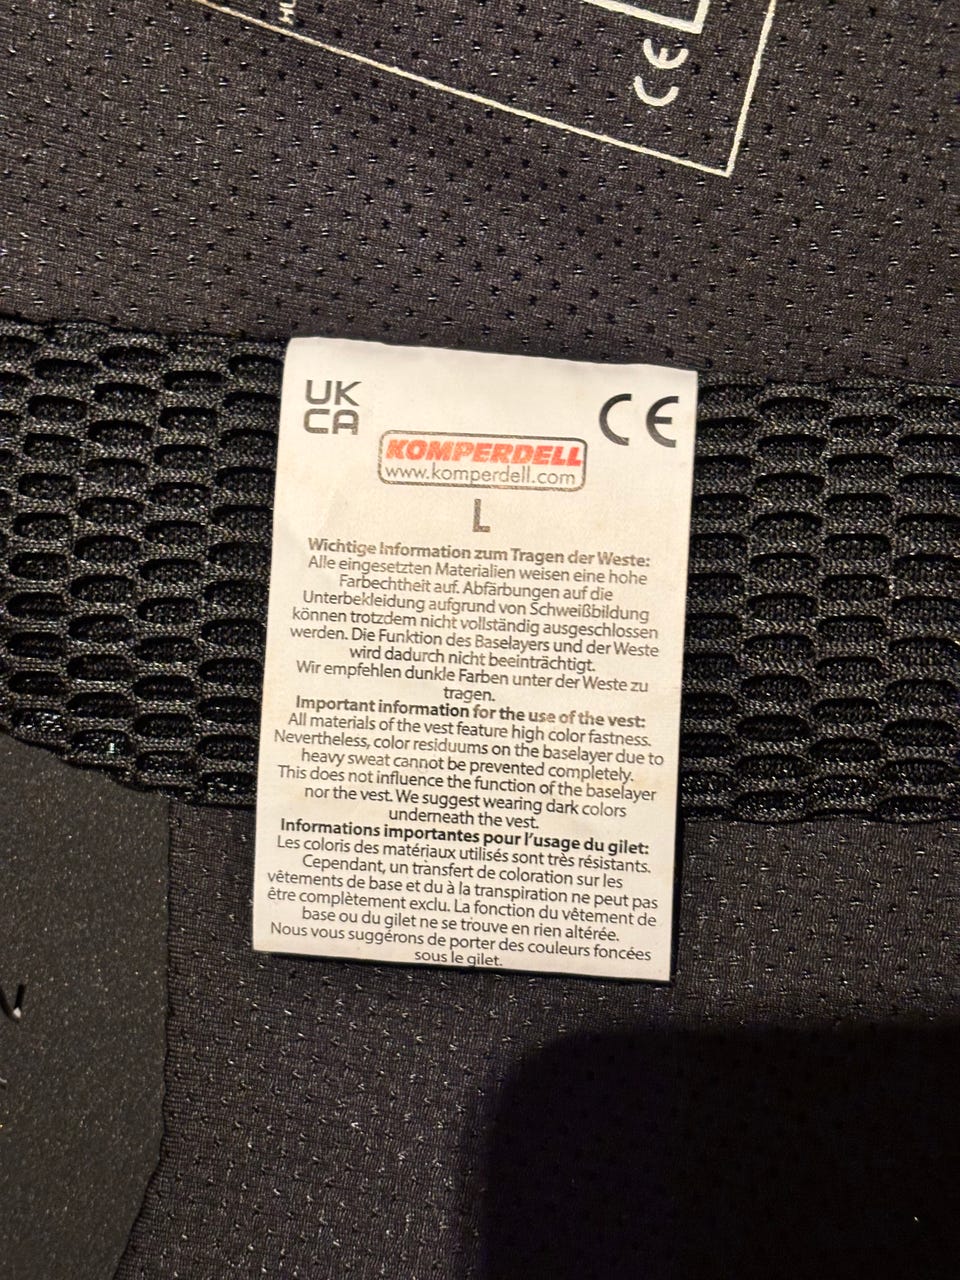 CE
UK
CA
CE
KOMPERDELL
www.komperdell.com
L
Wichtige Information zum Tragen der Weste:
Alle eingesetzten Materialien weisen eine hohe
Farbechtheit auf. Abfärbungen auf die
Unterbekleidung aufgrund von Schweißbildung
können trotzdem nicht vollständig ausgeschlossen
werden. Die Funktion des Baselayers und der Weste
wird dadurch nicht beeinträchtigt.
Wir empfehlen dunkle Farben unter der Weste zu
tragen.
Important information for the use of the vest:
All materials of the vest feature high color fastness.
Nevertheless, color residuums on the baselayer due to
heavy sweat cannot be prevented completely.
This does not influence the function of the baselayer
nor the vest. We suggest wearing dark colors
underneath the vest.
Informations importantes pour l'usage du gilet:
Les coloris des matériaux utilisés sont très résistants.
Cependant, un transfert de coloration sur les
vêtements de base et du à la transpiration ne peut pas
être complètement exclu. La fonction du vêtement de
base ou du gilet ne se trouve en rien altérée.
Nous vous suggérons de porter des couleurs foncées
sous le gilet.